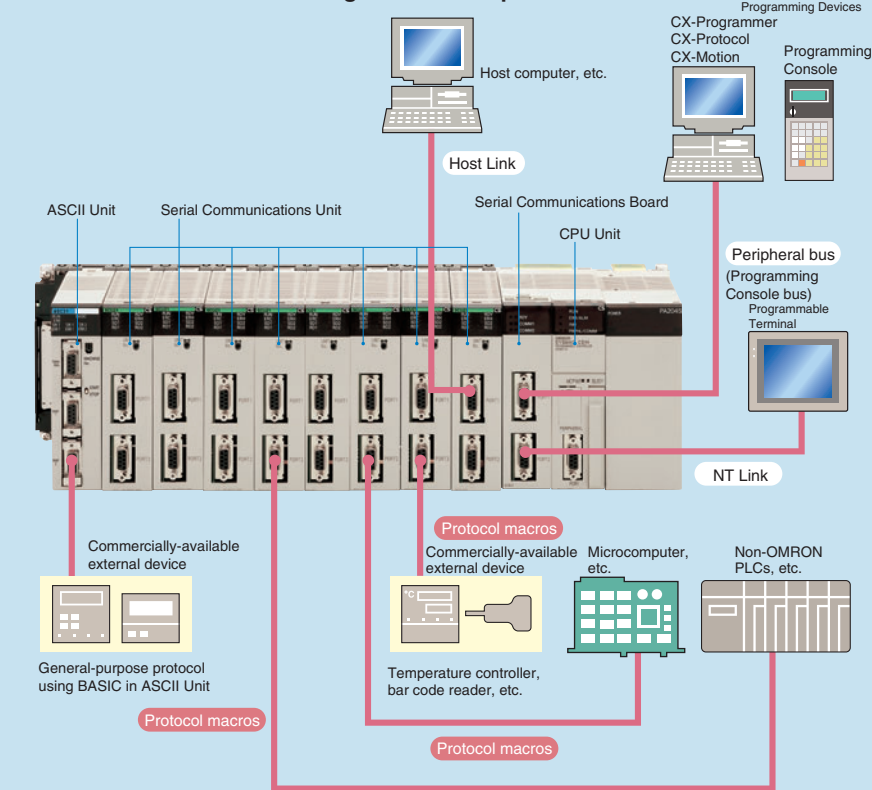 Programming Devices
CX-Programmer
CX-Protocol
CX-Motion
Programming
Console
Host computer, etc.
Host Link
ASCII Unit
Serial Communications Unit
Serial Communications Board
CPU Unit
Peripheral bus
(Programming
Console bus)
Programmable
Terminal
PORT1
PORT2
NT Link
Protocol macros
Commercially-available
external device
Commercially-available
external device
Microcomputer,
etc.
Non-OMRON
PLCs, etc.
°C
General-purpose protocol
using BASIC in ASCII Unit
Temperature controller,
bar code reader, etc.
Protocol macros
Protocol macros